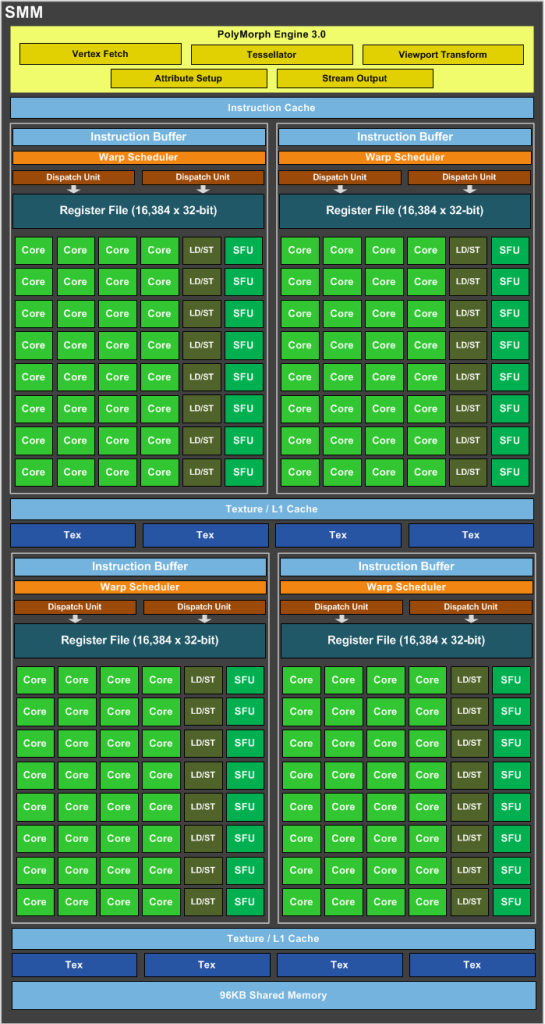 SMM
PolyMorph Engine 3.0
Vertex Fetch Tessellator Viewport Transform
Attribute Setup Stream Output
Instruction Cache
Instruction Buffer Instruction Buffer
Warp Scheduler Warp Scheduler
Dispatch Unit Dispatch Unit Dispatch Unit Dispatch Unit
Register File (16,384 x 32-bit) Register File (16,384 x 32-bit)
Core Core Core Core LD/ST SFU Core Core Core Core LD/ST SFU
Core Core Core Core LD/ST SFU Core Core Core Core LD/ST SFU
Core Core Core Core LD/ST SFU Core Core Core Core LD/ST SFU
Core Core Core Core LD/ST SFU Core Core Core Core LD/ST SFU
Core Core Core Core LD/ST SFU Core Core Core Core LD/ST SFU
Core Core Core Core LD/ST SFU Core Core Core Core LD/ST SFU
Core Core Core Core LD/ST SFU Core Core Core Core LD/ST SFU
Core Core Core Core LD/ST SFU Core Core Core Core LD/ST SFU
Texture / L1 Cache
Tex Tex Tex Tex
Instruction Buffer Instruction Buffer
Warp Scheduler Warp Scheduler
Dispatch Unit Dispatch Unit Dispatch Unit Dispatch Unit
Register File (16,384 x 32-bit) Register File (16,384 x 32-bit)
Core Core Core Core LD/ST SFU Core Core Core Core LD/ST SFU
Core Core Core Core LD/ST SFU Core Core Core Core LD/ST SFU
Core Core Core Core LD/ST SFU Core Core Core Core LD/ST SFU
Core Core Core Core LD/ST SFU Core Core Core Core LD/ST SFU
Core Core Core Core LD/ST SFU Core Core Core Core LD/ST SFU
Core Core Core Core LD/ST SFU Core Core Core Core LD/ST SFU
Core Core Core Core LD/ST SFU Core Core Core Core LD/ST SFU
Core Core Core Core LD/ST SFU Core Core Core Core LD/ST SFU
Texture / L1 Cache
Tex Tex Tex Tex
96KB Shared Memory